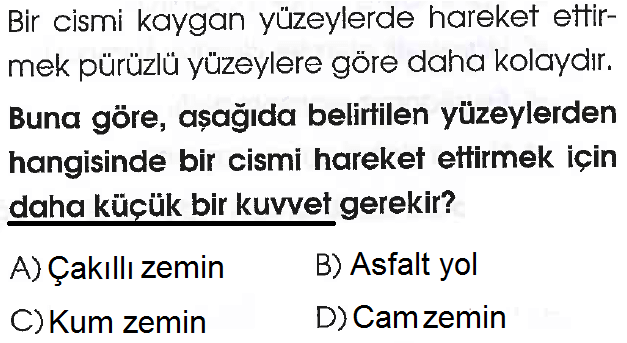 Bir cismi kaygan yüzeylerde hareket ettir-
mek pürüzlü yüzeylere göre daha kolaydır.
Buna göre, aşağıda belirtilen yüzeylerden
hangisinde bir cismi hareket ettirmek için
daha küçük bir kuvvet gerekir?
A) Çakıllı zemin B) Asfalt yol
C) Kum zemin D) Cam zemin